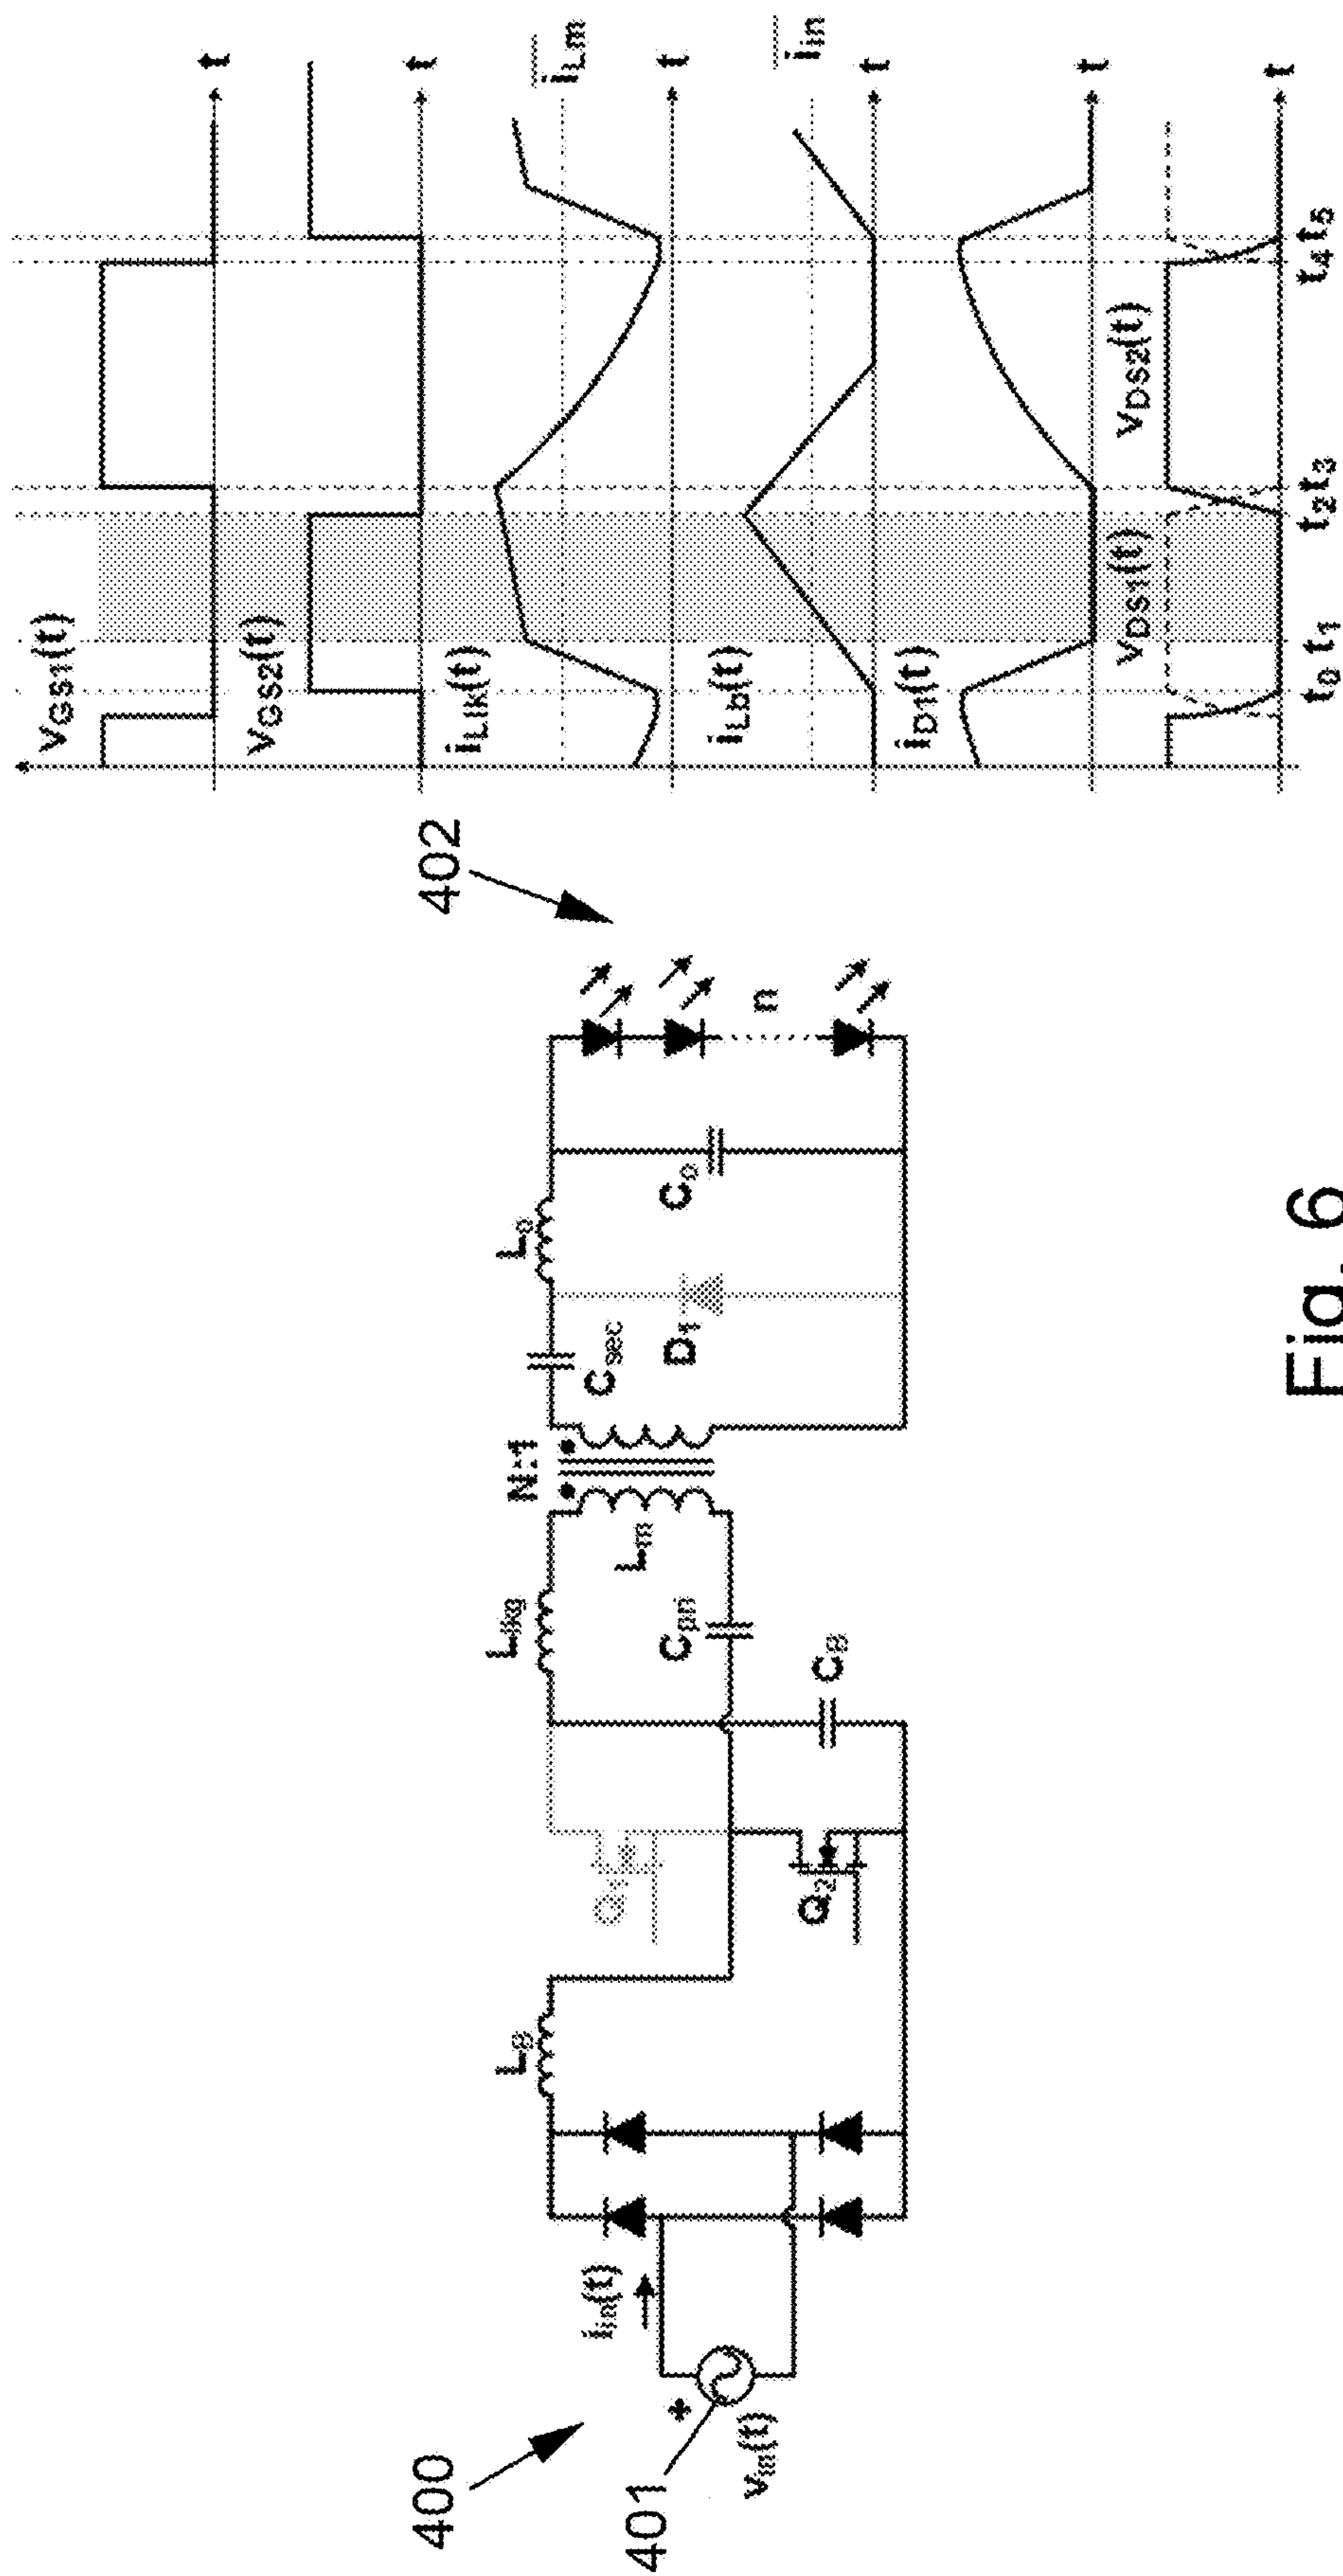 400
401
v_in(t)
+
i_in(t)
L_B
Q_1
Q_2
C_B
L_lkg
C_pri
L_m
N:1
C_sec
D_1
L_o
C_o
n
402
v_GS1(t)
t
v_GS2(t)
t
i_Llk(t)
i_Lm
t
i_Lb(t)
i_in
t
i_D1(t)
t
v_DS1(t)
v_DS2(t)
t
t_0 t_1 t_2 t_3 t_4 t_5
Fig. 6